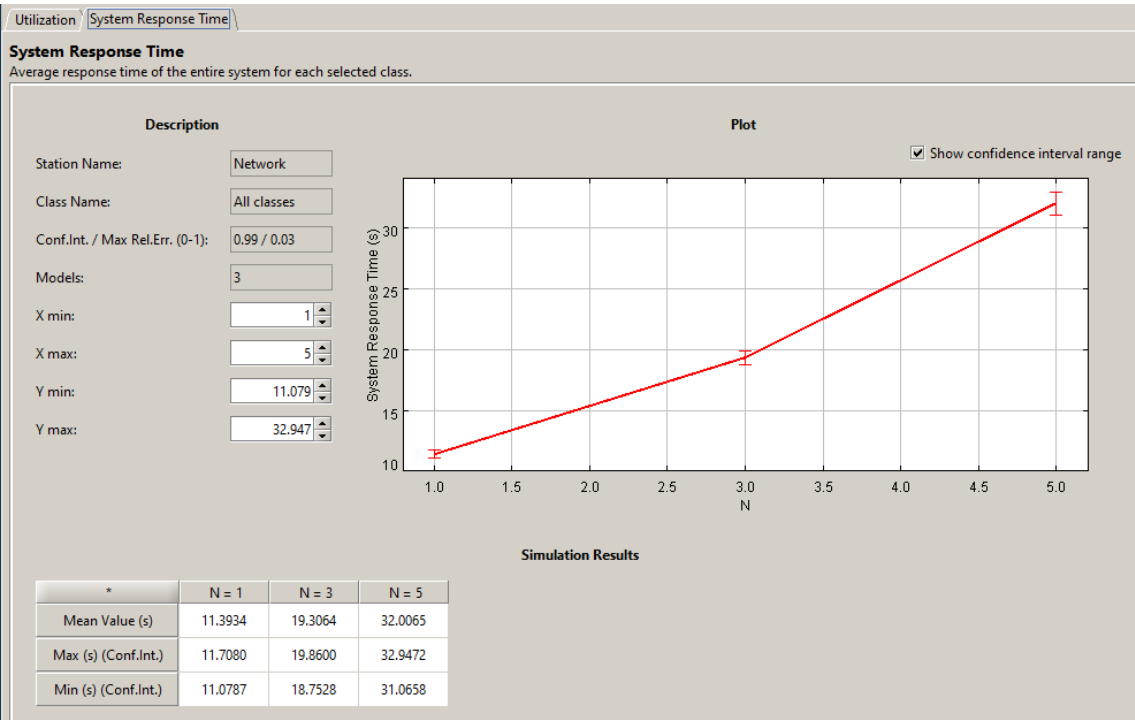 Utilization System Response Time
System Response Time
Average response time of the entire system for each selected class.
Description
Station Name: Network
Class Name: All classes
Conf.Int. / Max Rel.Err. (0-1): 0.99 / 0.03
Models: 3
X min: 1
X max: 5
Y min: 11.079
Y max: 32.947
Plot
Show confidence interval range
System Response Time (s)
30
25
20
15
10
1.0 1.5 2.0 2.5 3.0 3.5 4.0 4.5 5.0
N
Simulation Results
* N = 1 N = 3 N = 5
Mean Value (s) 11.3934 19.3064 32.0065
Max (s) (Conf.Int.) 11.7080 19.8600 32.9472
Min (s) (Conf.Int.) 11.0787 18.7528 31.0658